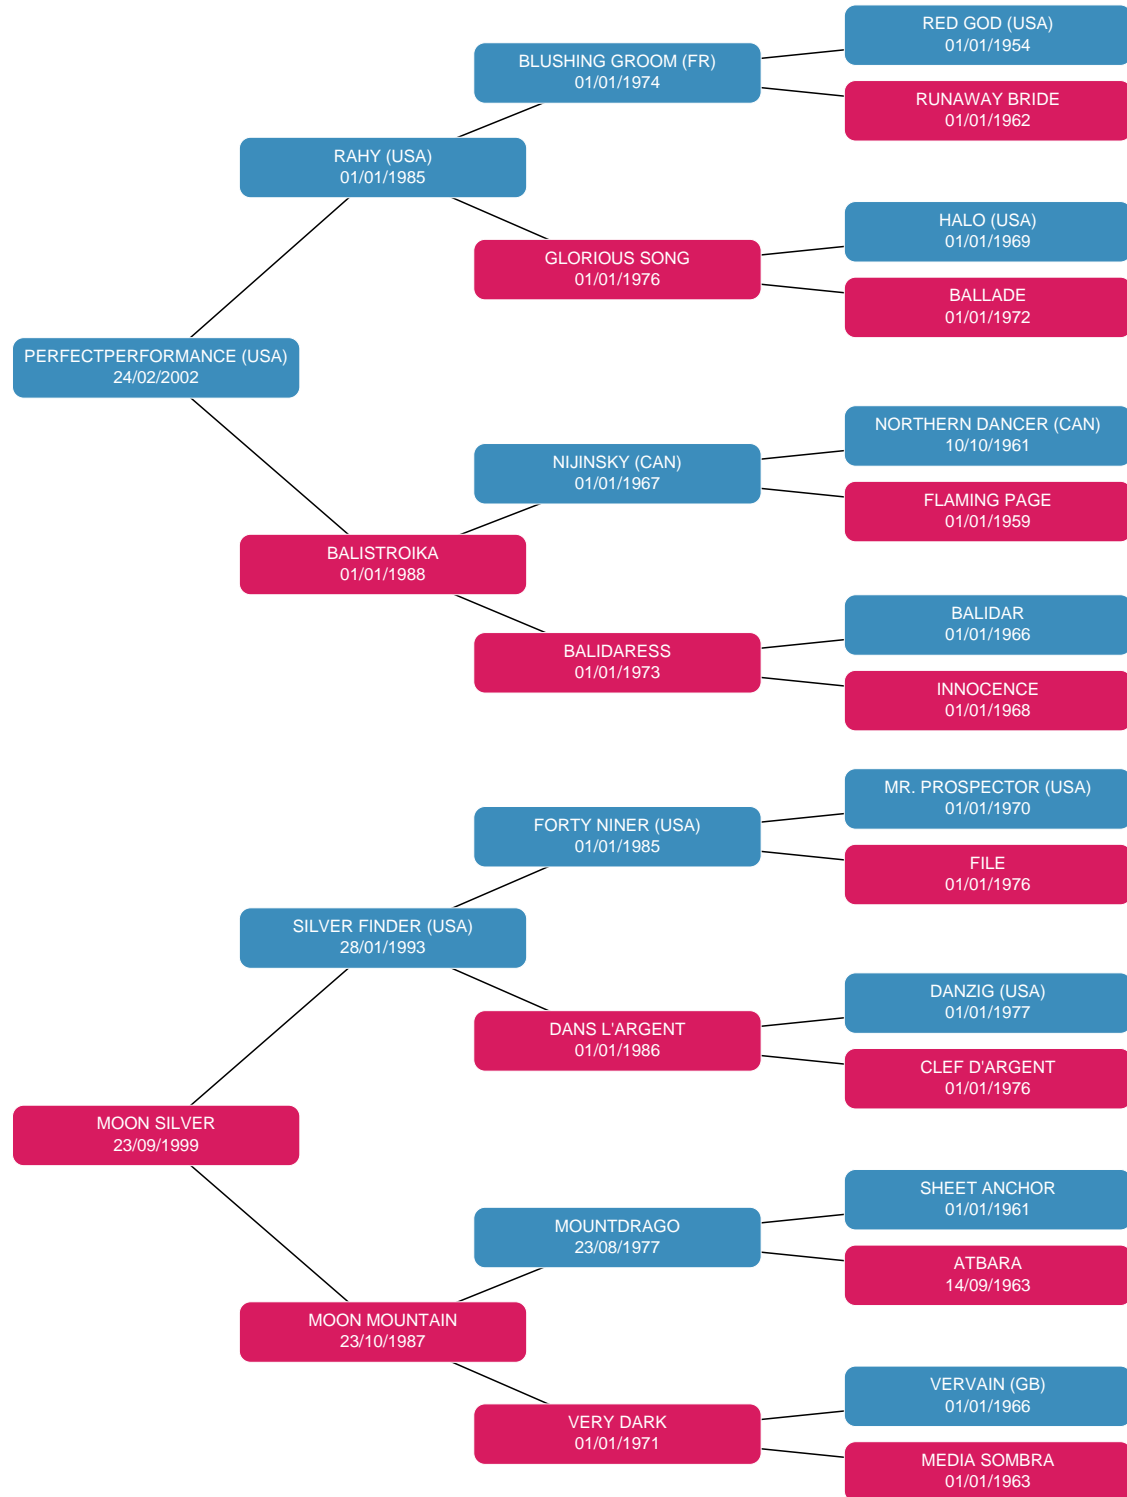 RED GOD (USA)
01/01/1954
BLUSHING GROOM (FR)
01/01/1974
RUNAWAY BRIDE
01/01/1962
RAHY (USA)
01/01/1985
HALO (USA)
01/01/1969
GLORIOUS SONG
01/01/1976
BALLADE
01/01/1972
PERFECTPERFORMANCE (USA)
24/02/2002
NORTHERN DANCER (CAN)
10/10/1961
NIJINSKY (CAN)
01/01/1967
FLAMING PAGE
01/01/1959
BALISTROIKA
01/01/1988
BALIDAR
01/01/1966
BALIDARESS
01/01/1973
INNOCENCE
01/01/1968
MR. PROSPECTOR (USA)
01/01/1970
FORTY NINER (USA)
01/01/1985
FILE
01/01/1976
SILVER FINDER (USA)
28/01/1993
DANZIG (USA)
01/01/1977
DANS L'ARGENT
01/01/1986
CLEF D'ARGENT
01/01/1976
MOON SILVER
23/09/1999
SHEET ANCHOR
01/01/1961
MOUNTDRAGO
23/08/1977
ATBARA
14/09/1963
MOON MOUNTAIN
23/10/1987
VERVAIN (GB)
01/01/1966
VERY DARK
01/01/1971
MEDIA SOMBRA
01/01/1963